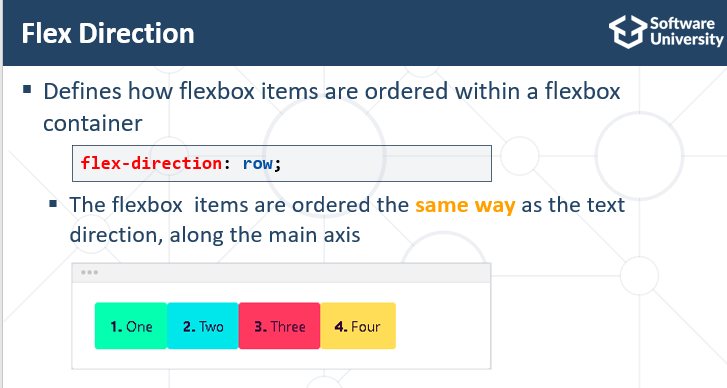 Flex Direction
Software
University
▪ Defines how flexbox items are ordered within a flexbox
container
flex-direction: row;
▪ The flexbox  items are ordered the same way as the text
direction, along the main axis
1. One 2. Two 3. Three 4. Four